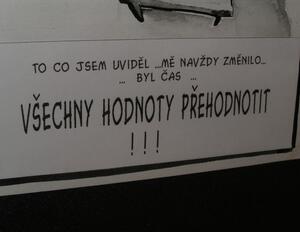 TO CO JSEM UVIDĚL ...MĚ NAVŽDY ZMĚNILO...
... BYL ČAS ...
VŠECHNY HODNOTY PŘEHODNOTIT
!!!